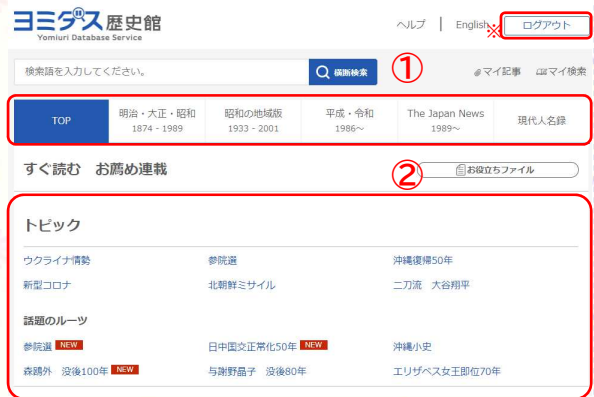 ヨミダス歴史館
Yomiuri Database Service
ヘルプ | English ※ ログアウト
検索語を入力してください。 横断検索 ① マイ記事 マイ検索
TOP 明治・大正・昭和 昭和の地域版 平成・令和 The Japan News 現代人名録
1874 - 1989 1933 - 2001 1986～ 1989～
すぐ読む お薦め連載 ② お役立ちファイル
トピック
ウクライナ情勢 参院選 沖縄復帰50年
新型コロナ 北朝鮮ミサイル 二刀流 大谷翔平
話題のルーツ
参院選 NEW 日中国交正常化50年 NEW 沖縄小史
森鷗外 没後100年 NEW 与謝野晶子 没後80年 エリザベス女王即位70年